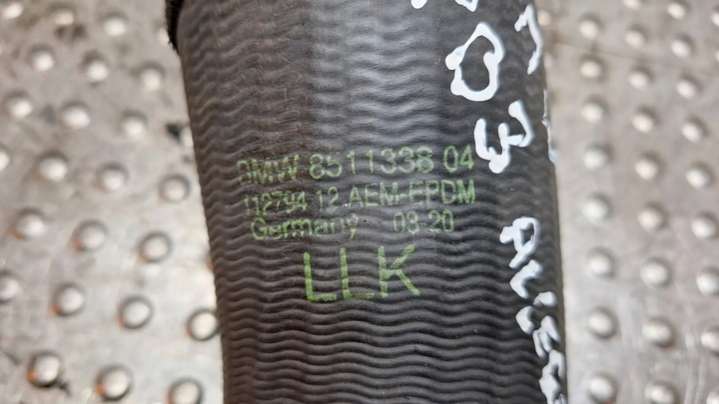 BMW 8511338 04
112794 12 AEM-EPDM
Germany 08 20
LLK